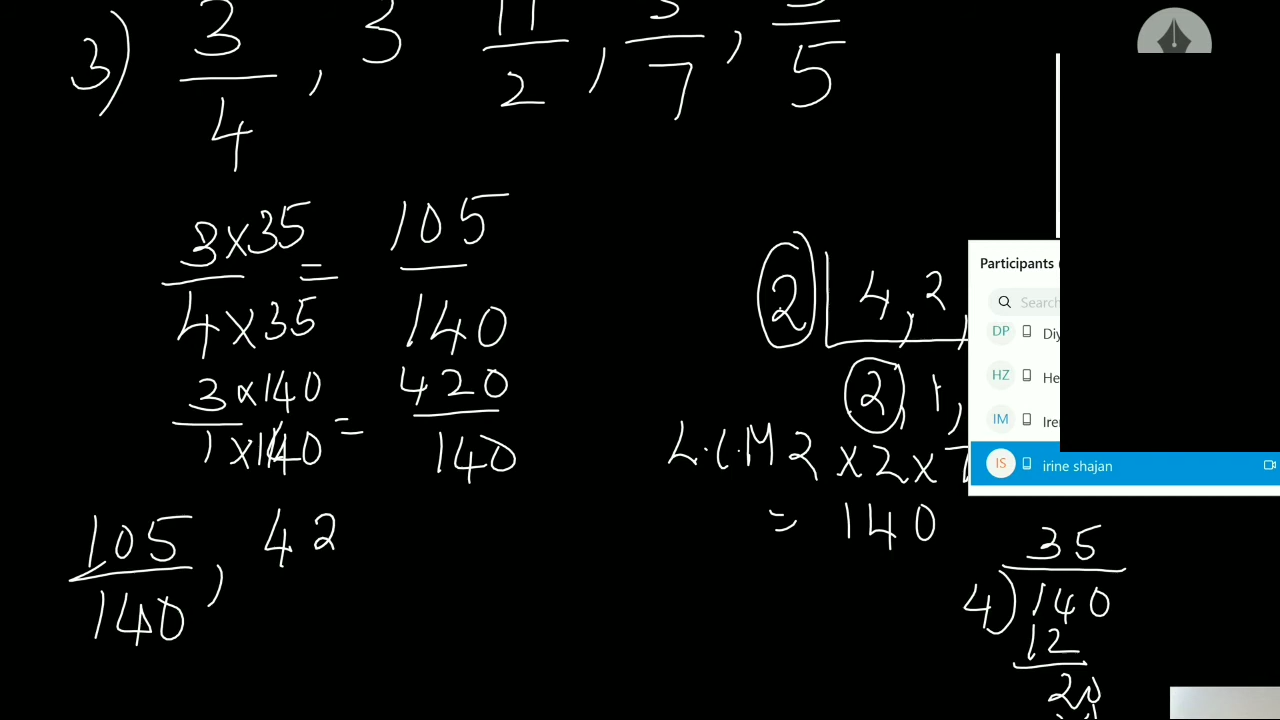 3) 3/4 , 3 11/2 , 3/7 , 3/5
3×35/4×35 = 105/140
3×140/1×140 = 420/140
105/140 , 42
2 | 4 , 2 ,
2 , 1 ,
L.C.M 2 × 2 × 7
= 140
35
4)140
12
20
Participants (
Search
DP Diy
HZ He
IM Iren
IS irine shajan